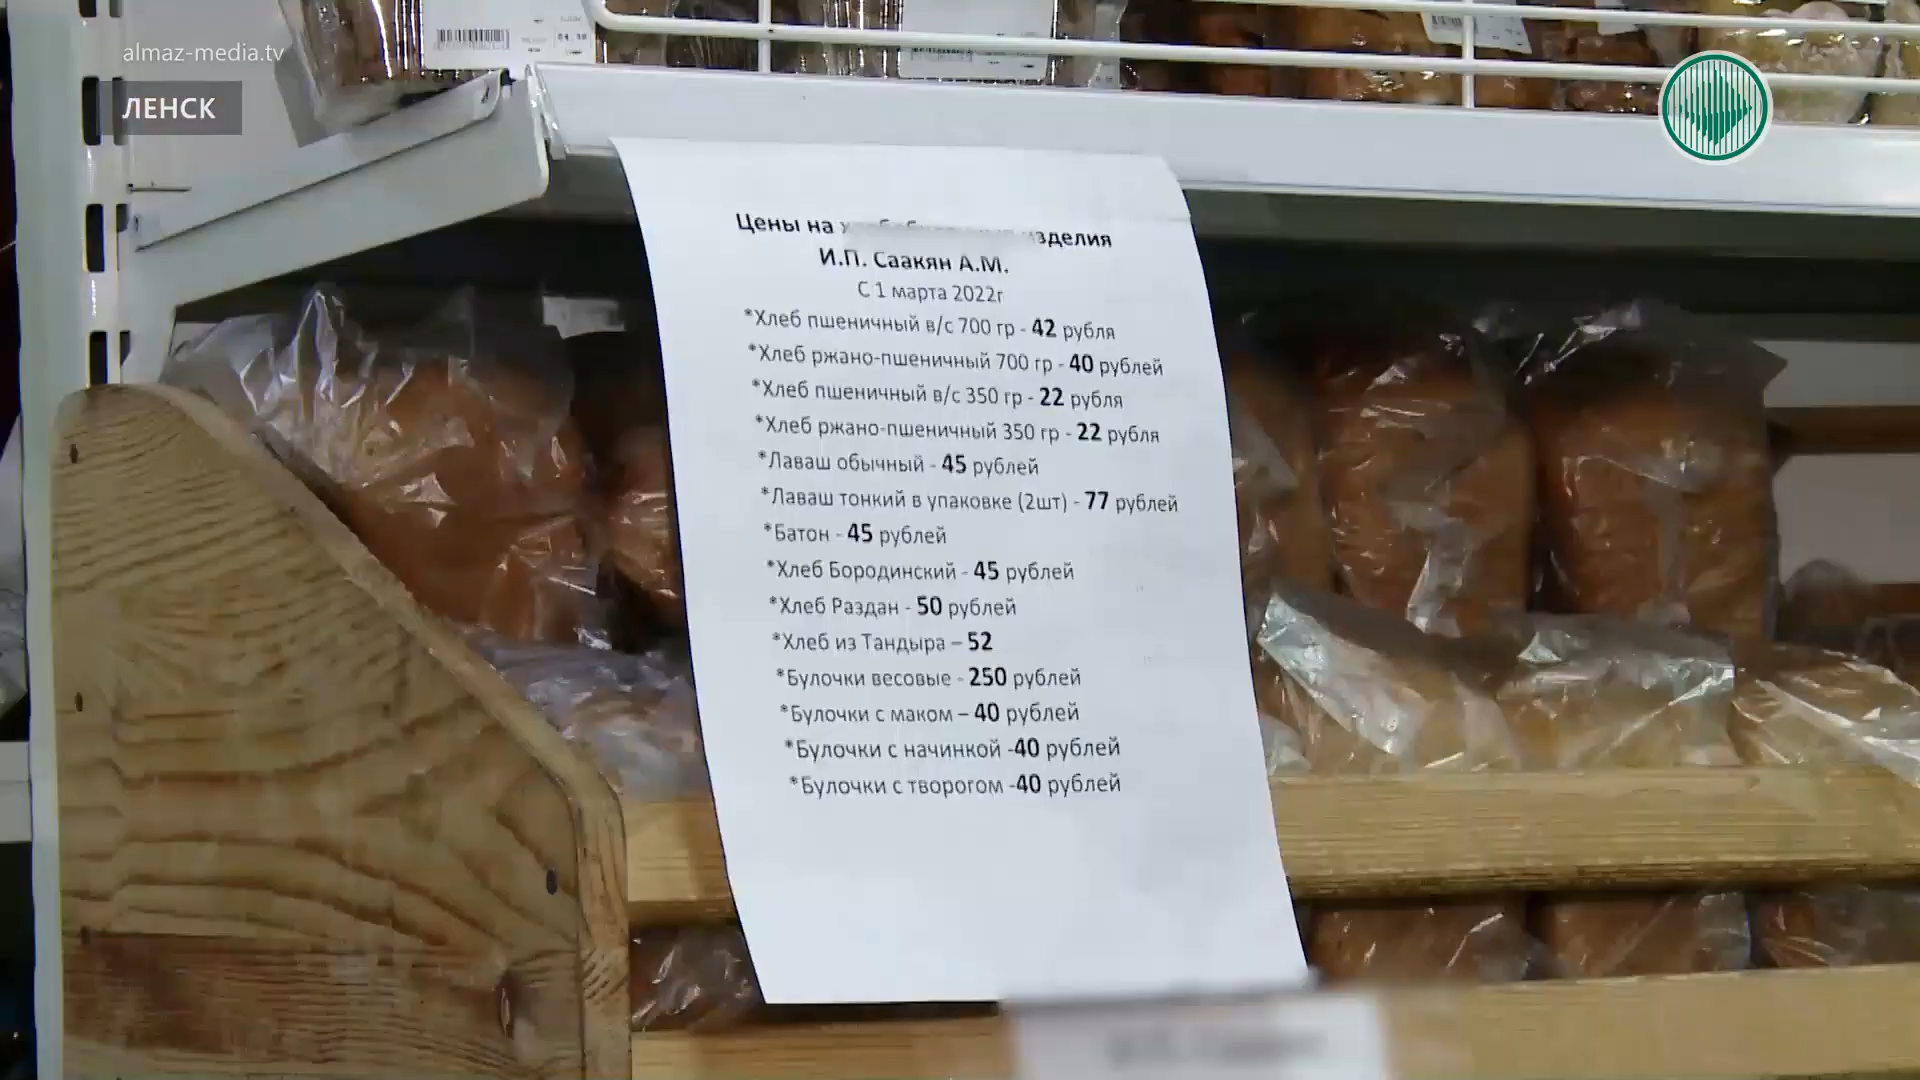 almaz-media.tv
ЛЕНСК
Цены на изделия
И.П. Саакян А.М.
С 1 марта 2022г
*Хлеб пшеничный в/с 700 гр - 42 рубля
*Хлеб ржано-пшеничный 700 гр - 40 рублей
*Хлеб пшеничный в/с 350 гр - 22 рубля
*Хлеб ржано-пшеничный 350 гр - 22 рубля
*Лаваш обычный - 45 рублей
*Лаваш тонкий в упаковке (2шт) - 77 рублей
*Батон - 45 рублей
*Хлеб Бородинский - 45 рублей
*Хлеб Раздан - 50 рублей
*Хлеб из Тандыра – 52
*Булочки весовые - 250 рублей
*Булочки с маком – 40 рублей
*Булочки с начинкой -40 рублей
*Булочки с творогом -40 рублей